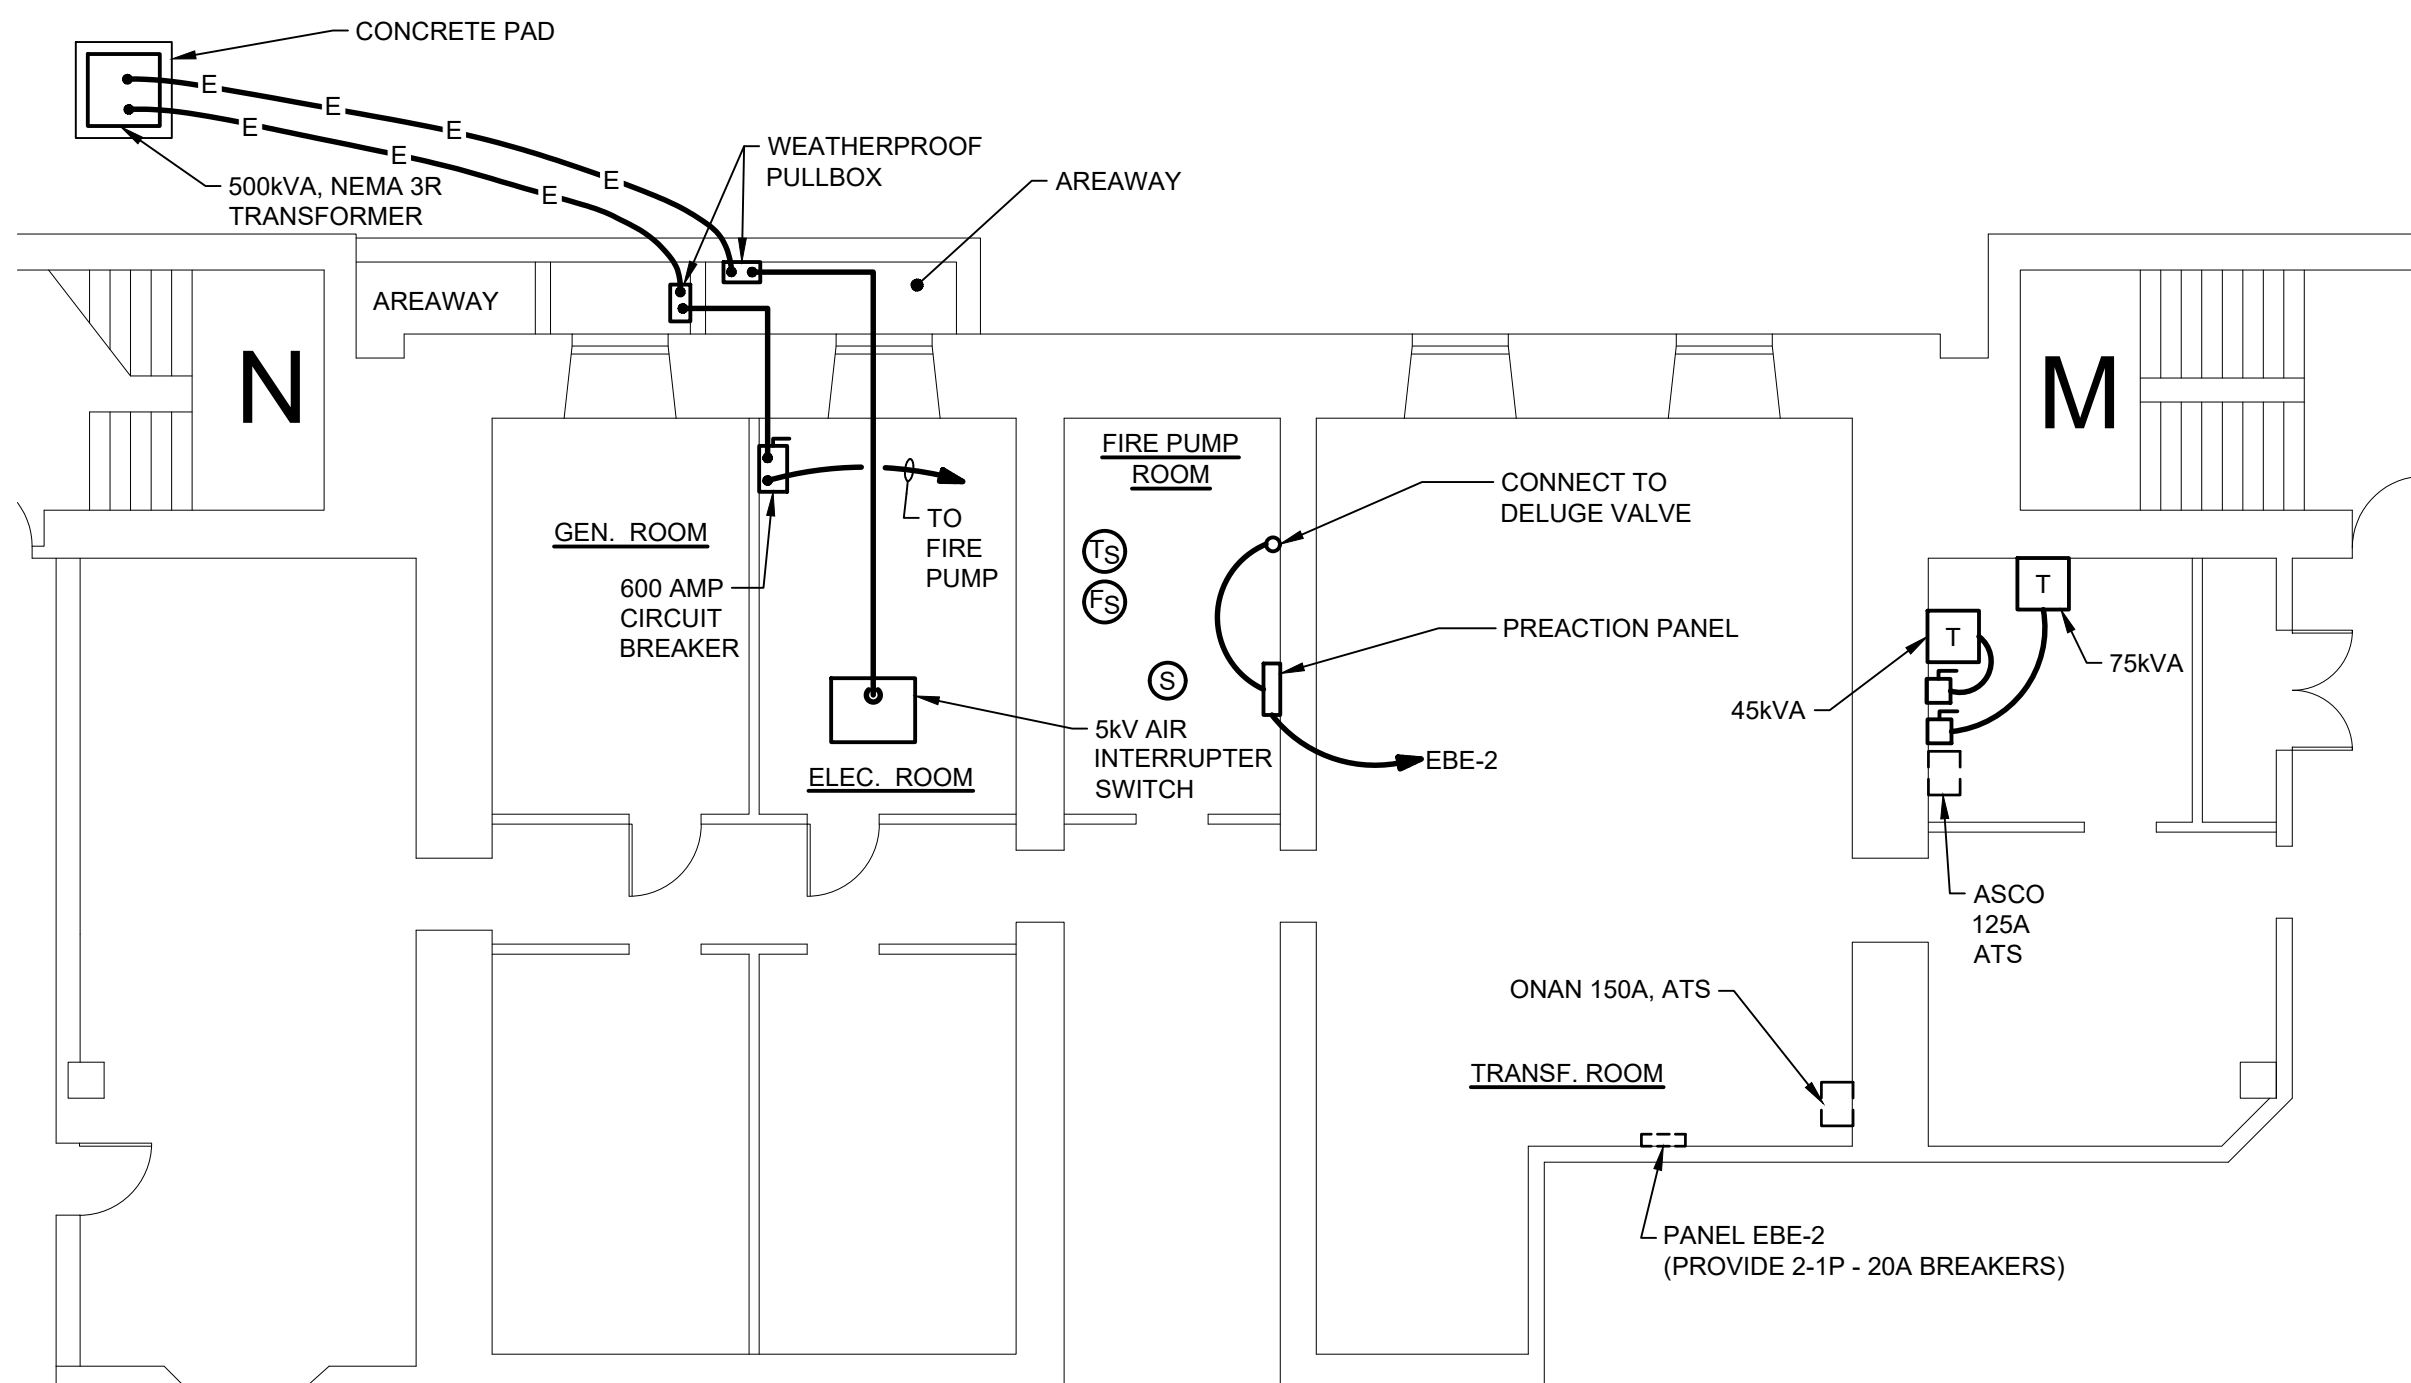 CONCRETE PAD
E
E
E
E
E
E
E
WEATHERPROOF
PULLBOX
500kVA, NEMA 3R
TRANSFORMER
AREAWAY
AREAWAY
N
M
FIRE PUMP
ROOM
CONNECT TO
DELUGE VALVE
GEN. ROOM
TO
FIRE
PUMP
TS
FS
600 AMP
CIRCUIT
BREAKER
PREACTION PANEL
T
T
75kVA
S
45kVA
5kV AIR
INTERRUPTER
SWITCH
EBE-2
ELEC. ROOM
ASCO
125A
ATS
ONAN 150A, ATS
TRANSF. ROOM
PANEL EBE-2
(PROVIDE 2-1P - 20A BREAKERS)